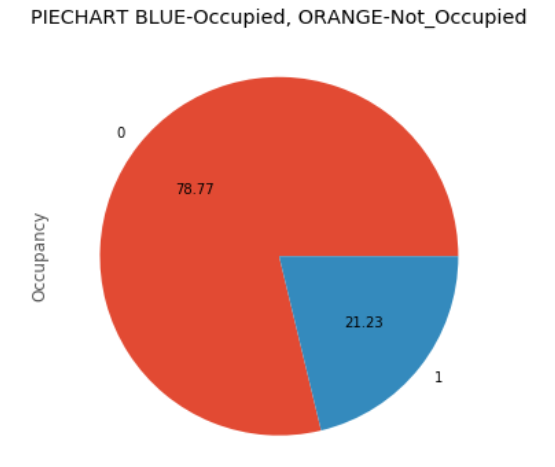 PIECHART BLUE-Occupied, ORANGE-Not_Occupied
0
78.77
Occupancy
21.23
1